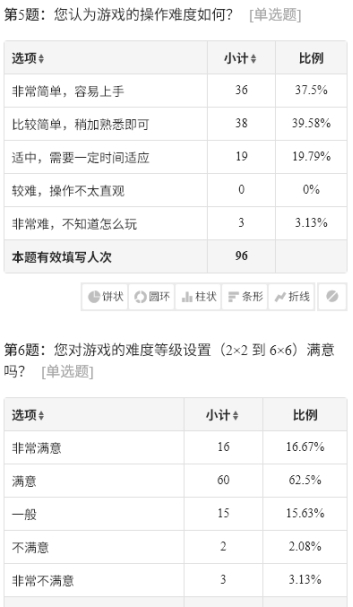 第5题：您认为游戏的操作难度如何？ [单选题]
选项 小计 比例
非常简单，容易上手 36 37.5%
比较简单，稍加熟悉即可 38 39.58%
适中，需要一定时间适应 19 19.79%
较难，操作不太直观 0 0%
非常难，不知道怎么玩 3 3.13%
本题有效填写人次 96
饼状 圆环 柱状 条形 折线
第6题：您对游戏的难度等级设置（2×2 到 6×6）满意
吗？ [单选题]
选项 小计 比例
非常满意 16 16.67%
满意 60 62.5%
一般 15 15.63%
不满意 2 2.08%
非常不满意 3 3.13%